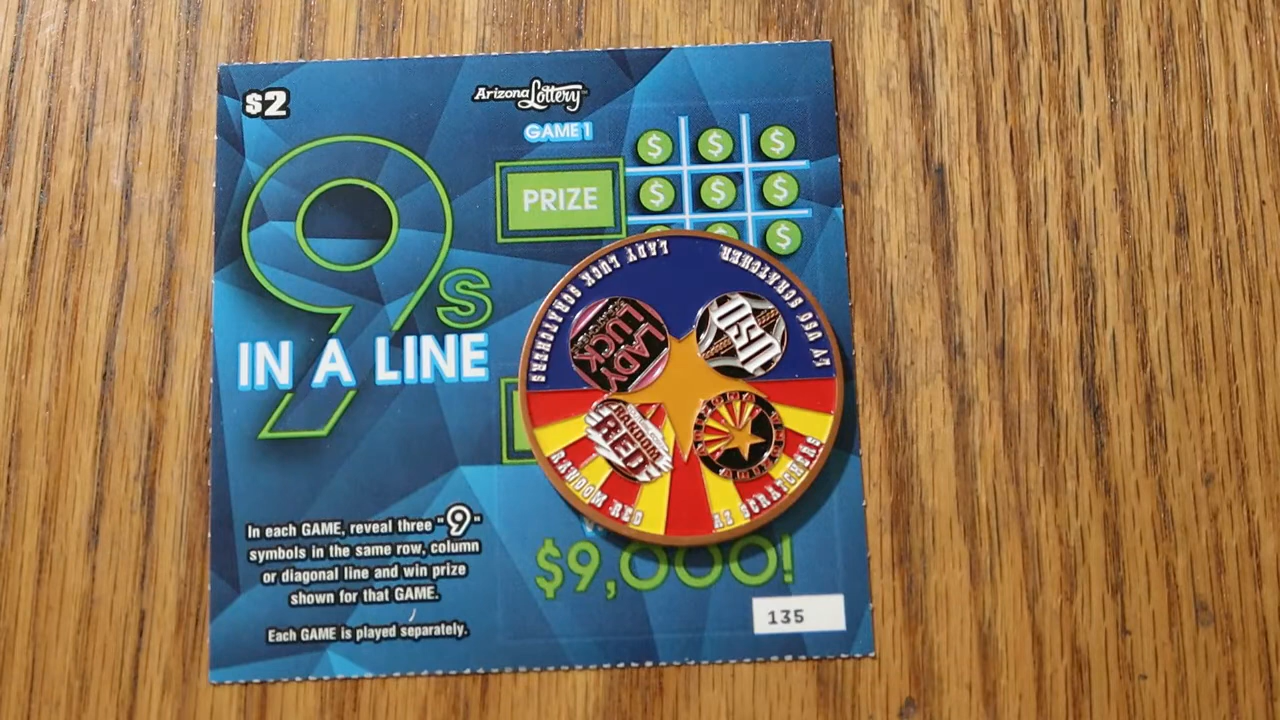 $2
Arizona Lottery
GAME 1
$ $ $
PRIZE
$ $ $
$
9s
IN A LINE
In each GAME, reveal three "9"
symbols in the same row, column
or diagonal line and win prize
shown for that GAME.
Each GAME is played separately.
$9,000!
135
LADY LUCK SCRATCHERS
LV USO SCRATCHER
LADY
LUCK
USO
RANDOM
RED
RANDOM RED
AZ SCRATCHERS